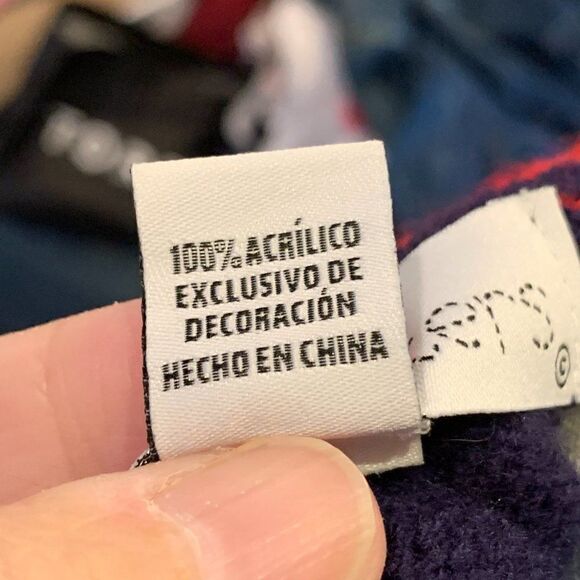 100% ACRÍLICO
EXCLUSIVO DE
DECORACIÓN
HECHO EN CHINA
©